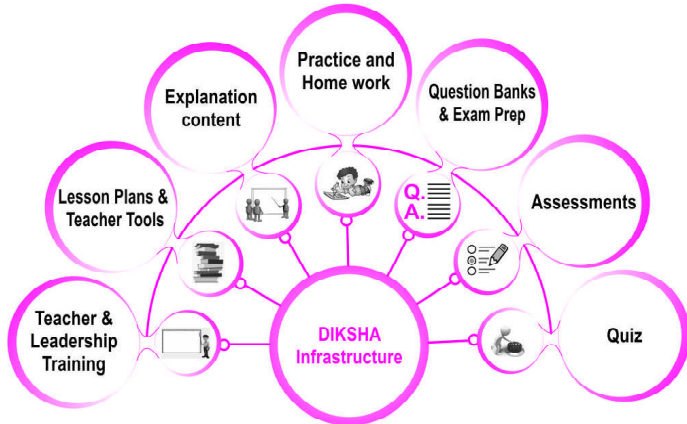 Practice and
Home work
Explanation
content
Question Banks
& Exam Prep
Lesson Plans &
Teacher Tools
Q.
A.
Assessments
Teacher &
Leadership
Training
DIKSHA
Infrastructure
Quiz